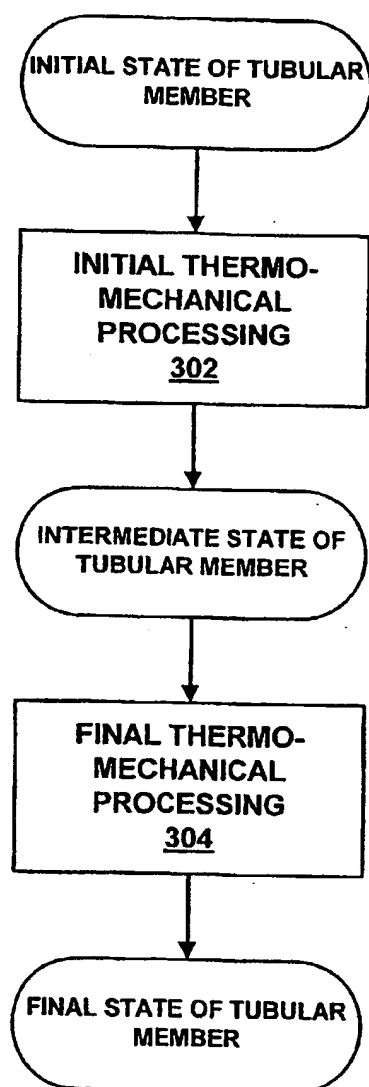 INITIAL STATE OF TUBULAR
MEMBER
INITIAL THERMO-
MECHANICAL
PROCESSING
302
INTERMEDIATE STATE OF
TUBULAR MEMBER
FINAL THERMO-
MECHANICAL
PROCESSING
304
FINAL STATE OF TUBULAR
MEMBER